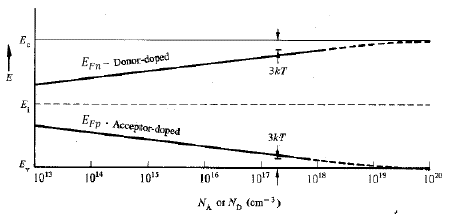 E_c
E_Fn – Donor-doped
3kT
E
E_i
E_Fp · Acceptor-doped
3kT
E_v
10^13 10^14 10^15 10^16 10^17 10^18 10^19 10^20
N_A or N_D (cm^−3)